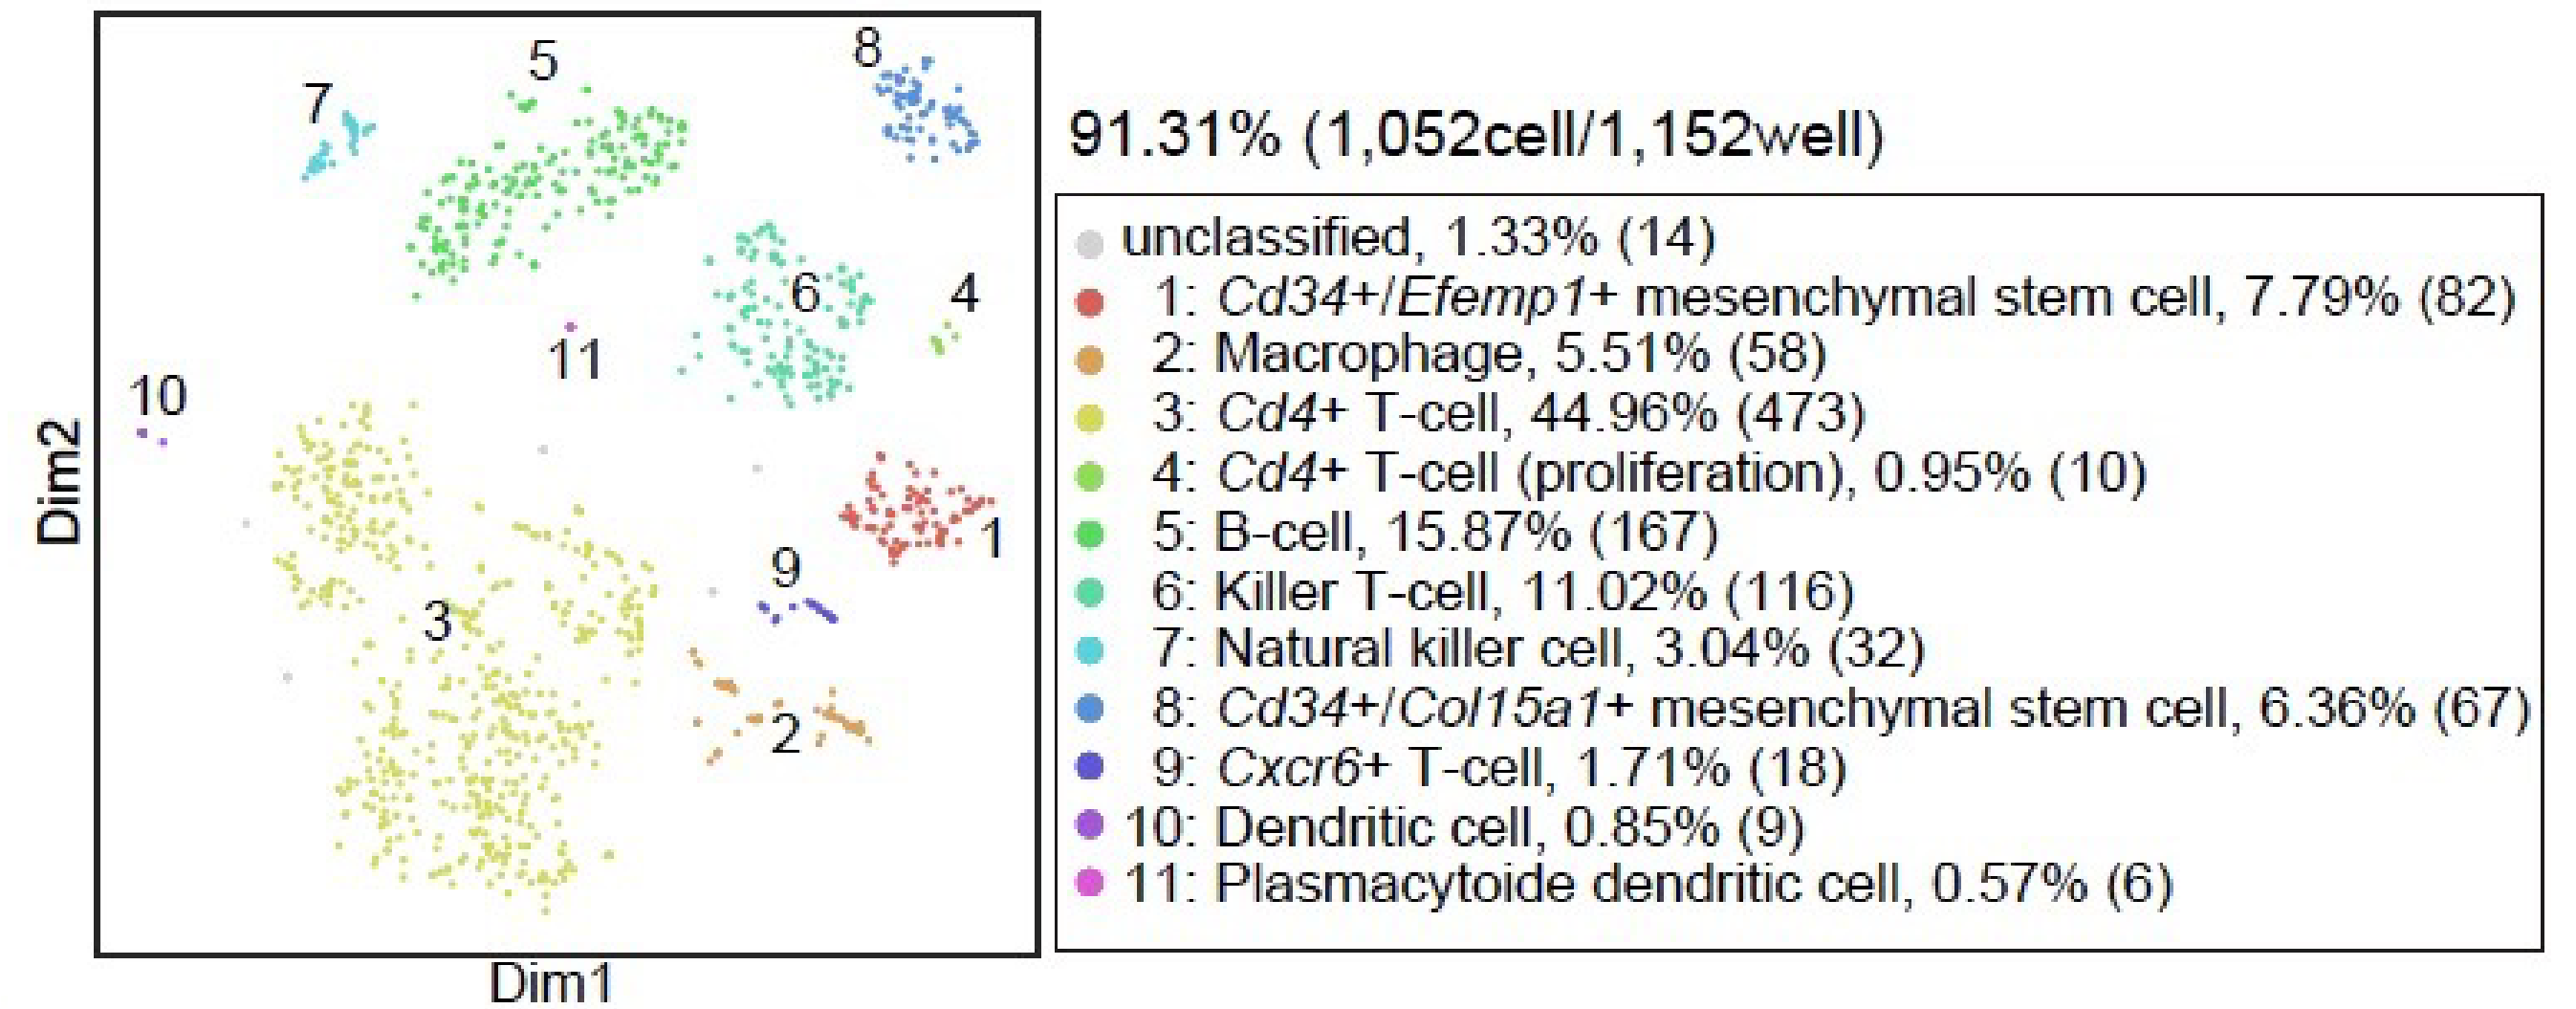 5
8
7
6
4
11
10
1
9
3
2
Dim2
Dim1
91.31% (1,052cell/1,152well)
unclassified, 1.33% (14)
1: Cd34+/Efemp1+ mesenchymal stem cell, 7.79% (82)
2: Macrophage, 5.51% (58)
3: Cd4+ T-cell, 44.96% (473)
4: Cd4+ T-cell (proliferation), 0.95% (10)
5: B-cell, 15.87% (167)
6: Killer T-cell, 11.02% (116)
7: Natural killer cell, 3.04% (32)
8: Cd34+/Col15a1+ mesenchymal stem cell, 6.36% (67)
9: Cxcr6+ T-cell, 1.71% (18)
10: Dendritic cell, 0.85% (9)
11: Plasmacytoide dendritic cell, 0.57% (6)